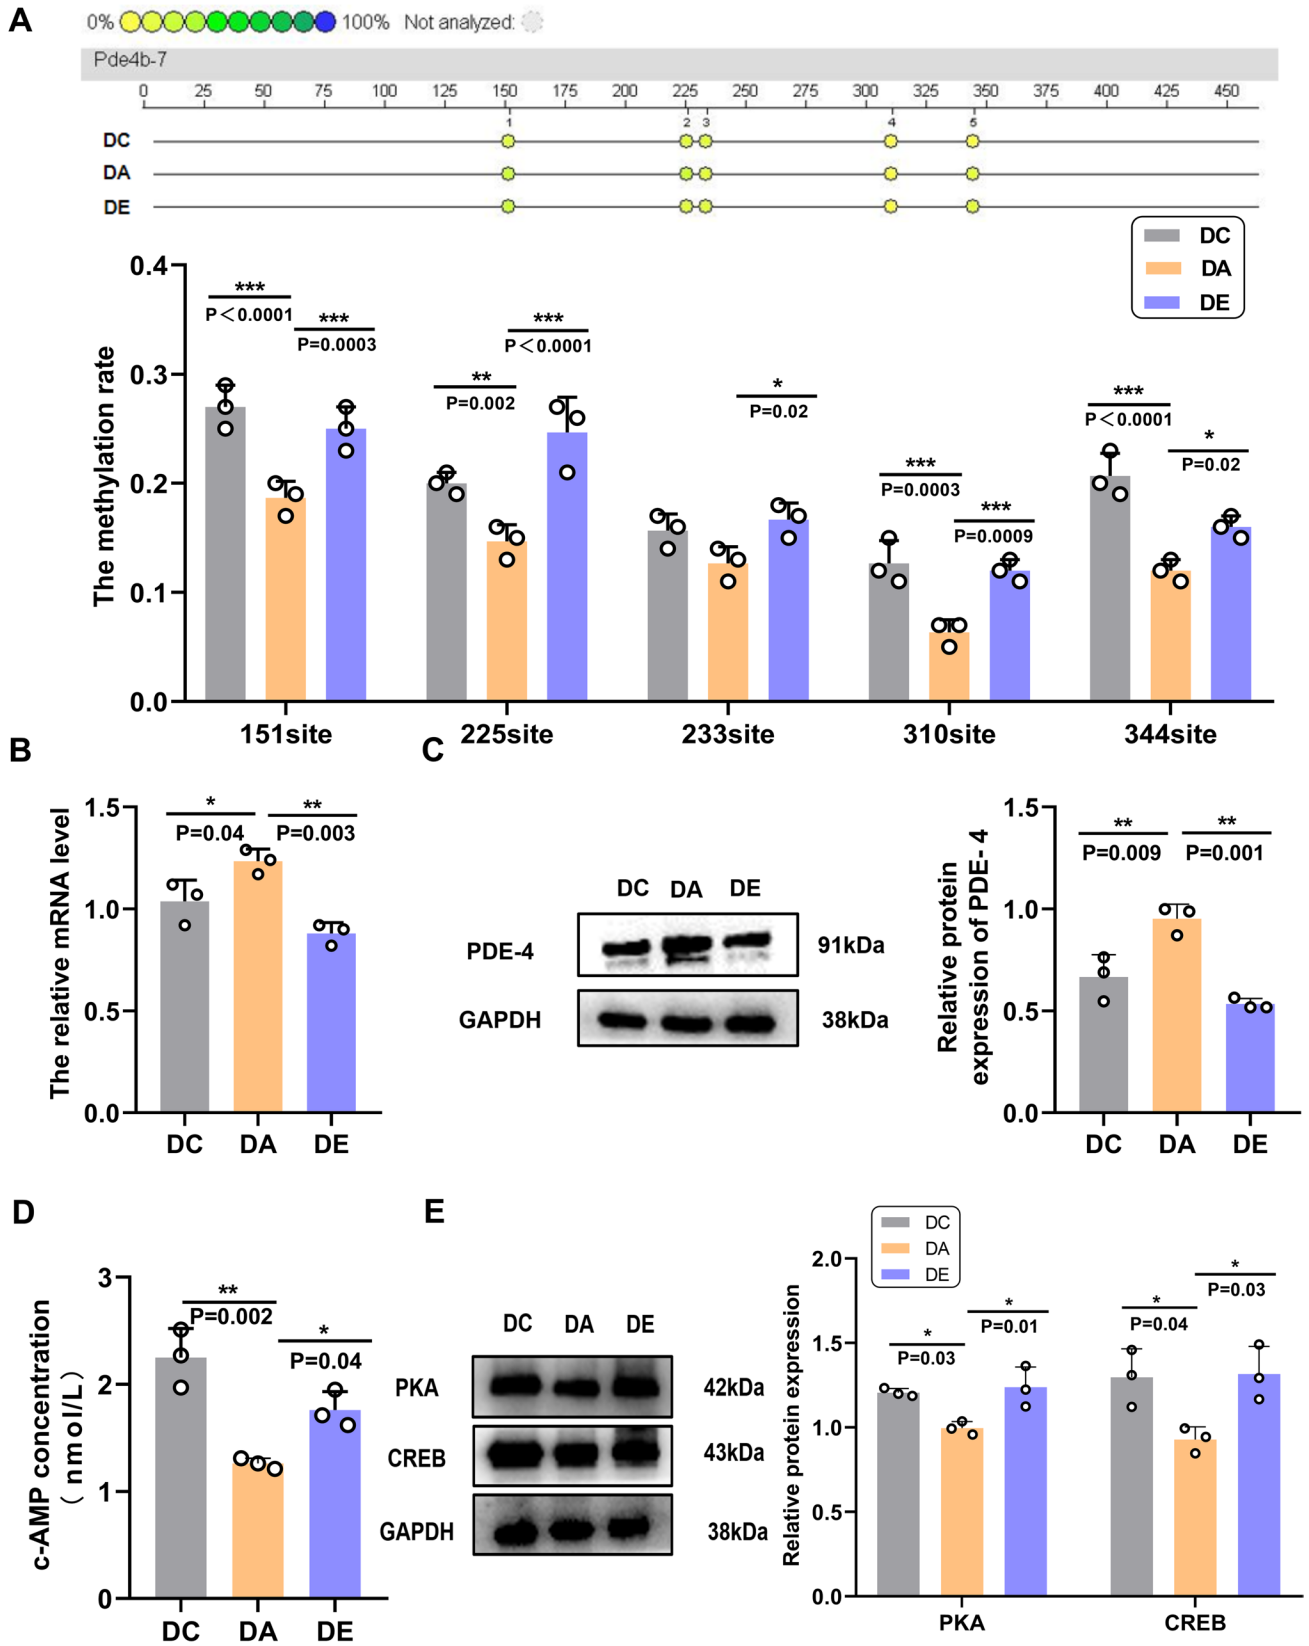 A
0% 100% Not analyzed:
Pde4b-7
0 25 50 75 100 125 150 175 200 225 250 275 300 325 350 375 400 425 450
1 2 3 4 5
DC
DA
DE
DC
DA
DE
The methylation rate
0.4
0.3
0.2
0.1
0.0
***
P<0.0001
***
P=0.0003
**
P=0.002
***
P<0.0001
*
P=0.02
***
P=0.0003
***
P=0.0009
***
P<0.0001
*
P=0.02
151site 225site 233site 310site 344site
B
The relative mRNA level
1.5
1.0
0.5
0.0
*
P=0.04
**
P=0.003
DC DA DE
C
DC DA DE
PDE-4 91kDa
GAPDH 38kDa
Relative protein
expression of PDE-4
1.5
1.0
0.5
0.0
**
P=0.009
**
P=0.001
DC DA DE
D
c-AMP concentration
(nmol/L)
3
2
1
0
**
P=0.002
*
P=0.04
DC DA DE
E
DC DA DE
PKA 42kDa
CREB 43kDa
GAPDH 38kDa
DC
DA
DE
Relative protein expression
2.0
1.5
1.0
0.5
0.0
*
P=0.03
*
P=0.01
*
P=0.04
*
P=0.03
PKA CREB